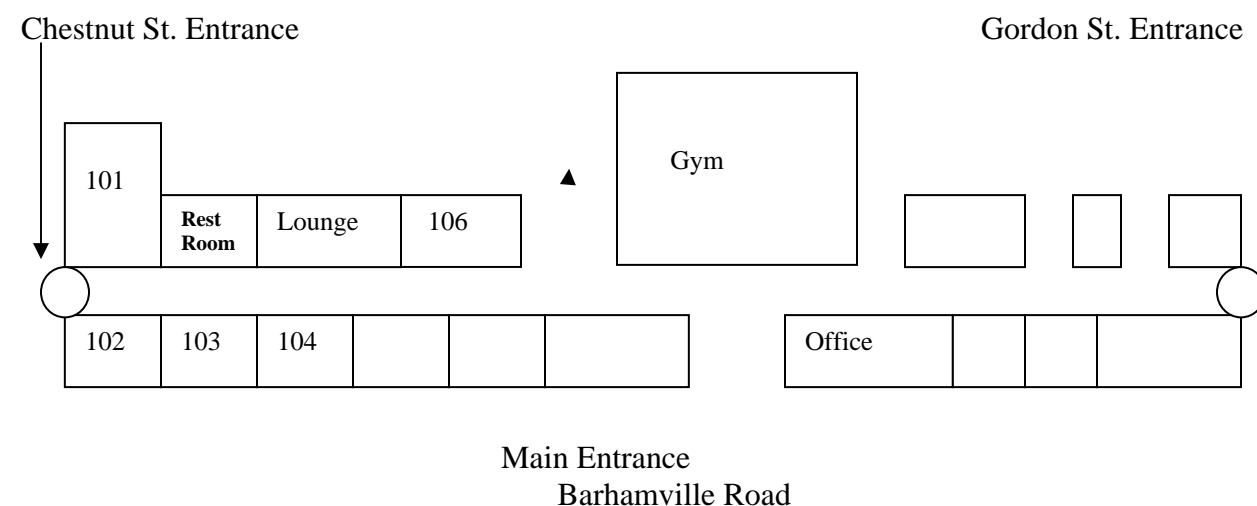 Chestnut St. Entrance
Gordon St. Entrance
Gym
101
Rest
Room
Lounge
106
102
103
104
Office
Main Entrance
Barhamville Road